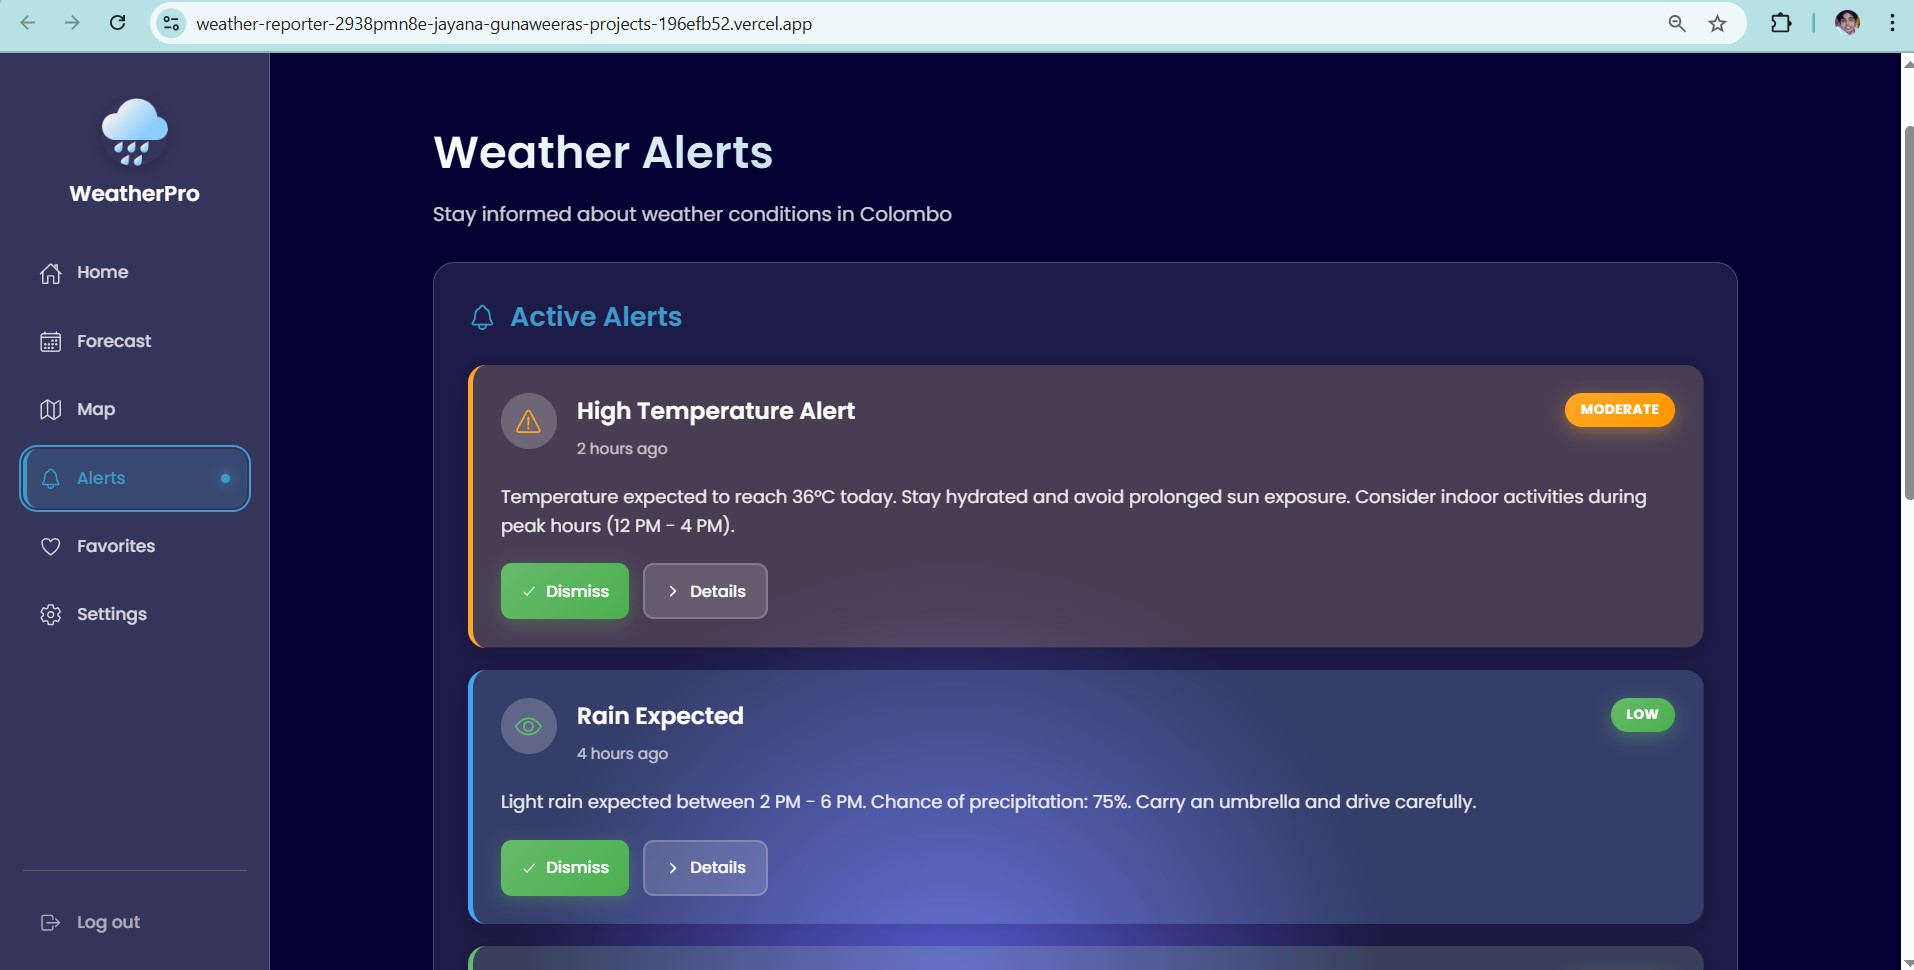 weather-reporter-2938pmn8e-jayana-gunaweeras-projects-196efb52.vercel.app
WeatherPro
Home
Forecast
Map
Alerts
Favorites
Settings
Log out
Weather Alerts
Stay informed about weather conditions in Colombo
Active Alerts
High Temperature Alert
MODERATE
2 hours ago
Temperature expected to reach 36°C today. Stay hydrated and avoid prolonged sun exposure. Consider indoor activities during
peak hours (12 PM - 4 PM).
Dismiss
Details
Rain Expected
LOW
4 hours ago
Light rain expected between 2 PM - 6 PM. Chance of precipitation: 75%. Carry an umbrella and drive carefully.
Dismiss
Details